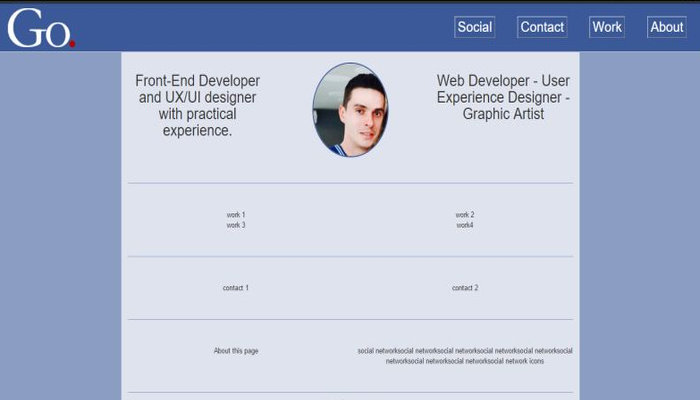 Go.
Social
Contact
Work
About
Front-End Developer
and UX/UI designer
with practical
experience.
Web Developer - User
Experience Designer -
Graphic Artist
work 1
work 2
work 3
work4
contact 1
contact 2
About this page
social networksocial networksocial networksocial networksocial networksocial
networksocial networksocial networksocial network icons